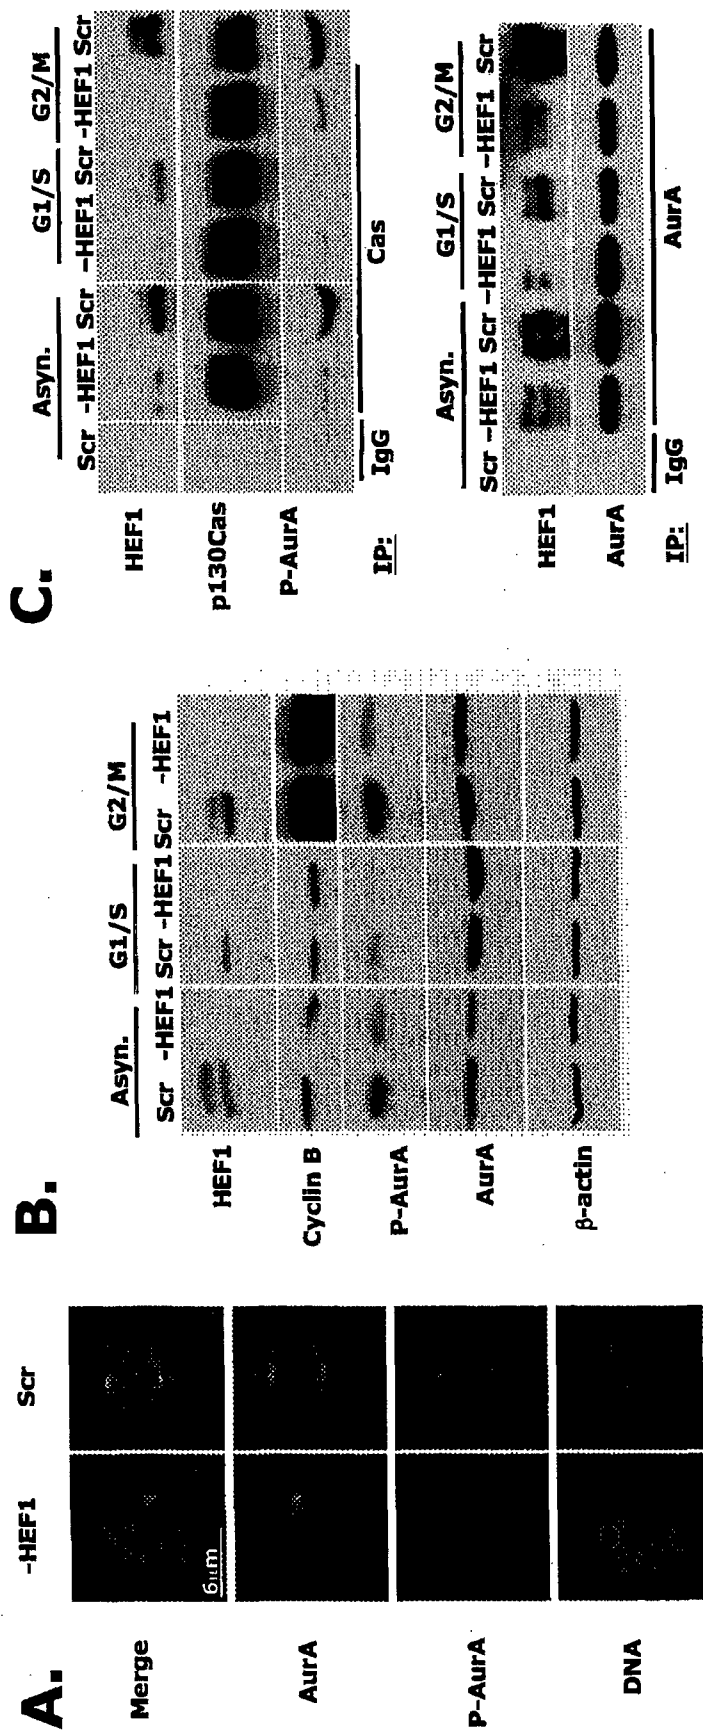 A.
-HEF1 Scr
Merge
6µm
AurA
P-AurA
DNA
B.
Asyn. G1/S G2/M
Scr -HEF1 Scr -HEF1 Scr -HEF1
HEF1
Cyclin B
P-AurA
AurA
β-actin
C.
Asyn. G1/S G2/M
Scr -HEF1 Scr -HEF1 Scr -HEF1 Scr
HEF1
p130Cas
P-AurA
IP: IgG Cas
Asyn. G1/S G2/M
Scr -HEF1 Scr -HEF1 Scr -HEF1 Scr
HEF1
AurA
IP: IgG AurA